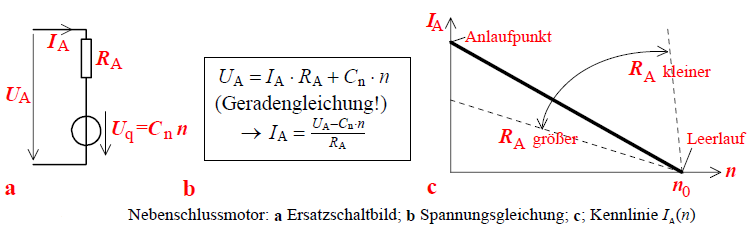 I_A
R_A
U_A
U_q=C_n n
a
U_A = I_A · R_A + C_n · n
(Geradengleichung!)
→ I_A = (U_A–C_n·n)/R_A
b
I_A
Anlaufpunkt
R_A kleiner
R_A größer
Leerlauf
n
n_0
c
Nebenschlussmotor: a Ersatzschaltbild; b Spannungsgleichung; c; Kennlinie I_A(n)